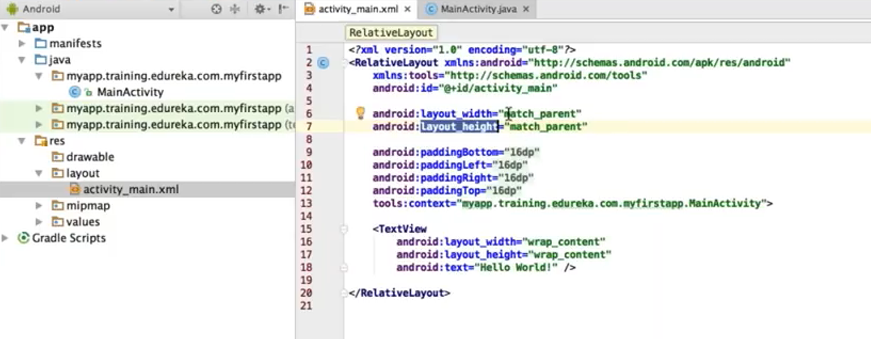 Android
app
manifests
java
myapp.training.edureka.com.myfirstapp
MainActivity
myapp.training.edureka.com.myfirstapp (a
myapp.training.edureka.com.myfirstapp (te
res
drawable
layout
activity_main.xml
mipmap
values
Gradle Scripts
activity_main.xml × MainActivity.java ×
RelativeLayout
1 <?xml version="1.0" encoding="utf-8"?>
2 <RelativeLayout xmlns:android="http://schemas.android.com/apk/res/android"
3 xmlns:tools="http://schemas.android.com/tools"
4 android:id="@+id/activity_main"
5
6 android:layout_width="match_parent"
7 android:layout_height="match_parent"
8
9 android:paddingBottom="16dp"
10 android:paddingLeft="16dp"
11 android:paddingRight="16dp"
12 android:paddingTop="16dp"
13 tools:context="myapp.training.edureka.com.myfirstapp.MainActivity">
14
15 <TextView
16 android:layout_width="wrap_content"
17 android:layout_height="wrap_content"
18 android:text="Hello World!" />
19
20 </RelativeLayout>
21